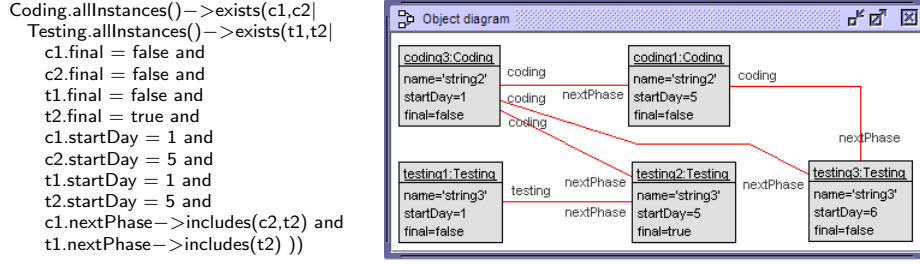 Coding.allInstances()−>exists(c1,c2|
Testing.allInstances()−>exists(t1,t2|
c1.final = false and
c2.final = false and
t1.final = false and
t2.final = true and
c1.startDay = 1 and
c2.startDay = 5 and
t1.startDay = 1 and
t2.startDay = 5 and
c1.nextPhase−>includes(c2,t2) and
t1.nextPhase−>includes(t2) ))
Object diagram
coding3:Coding
name='string2'
startDay=1
final=false
coding
nextPhase
coding1:Coding
name='string2'
startDay=5
final=false
coding
nextPhase
coding
coding
testing1:Testing
name='string3'
startDay=1
final=false
testing
nextPhase
nextPhase
testing2:Testing
name='string3'
startDay=5
final=true
nextPhase
testing3:Testing
name='string3'
startDay=6
final=false